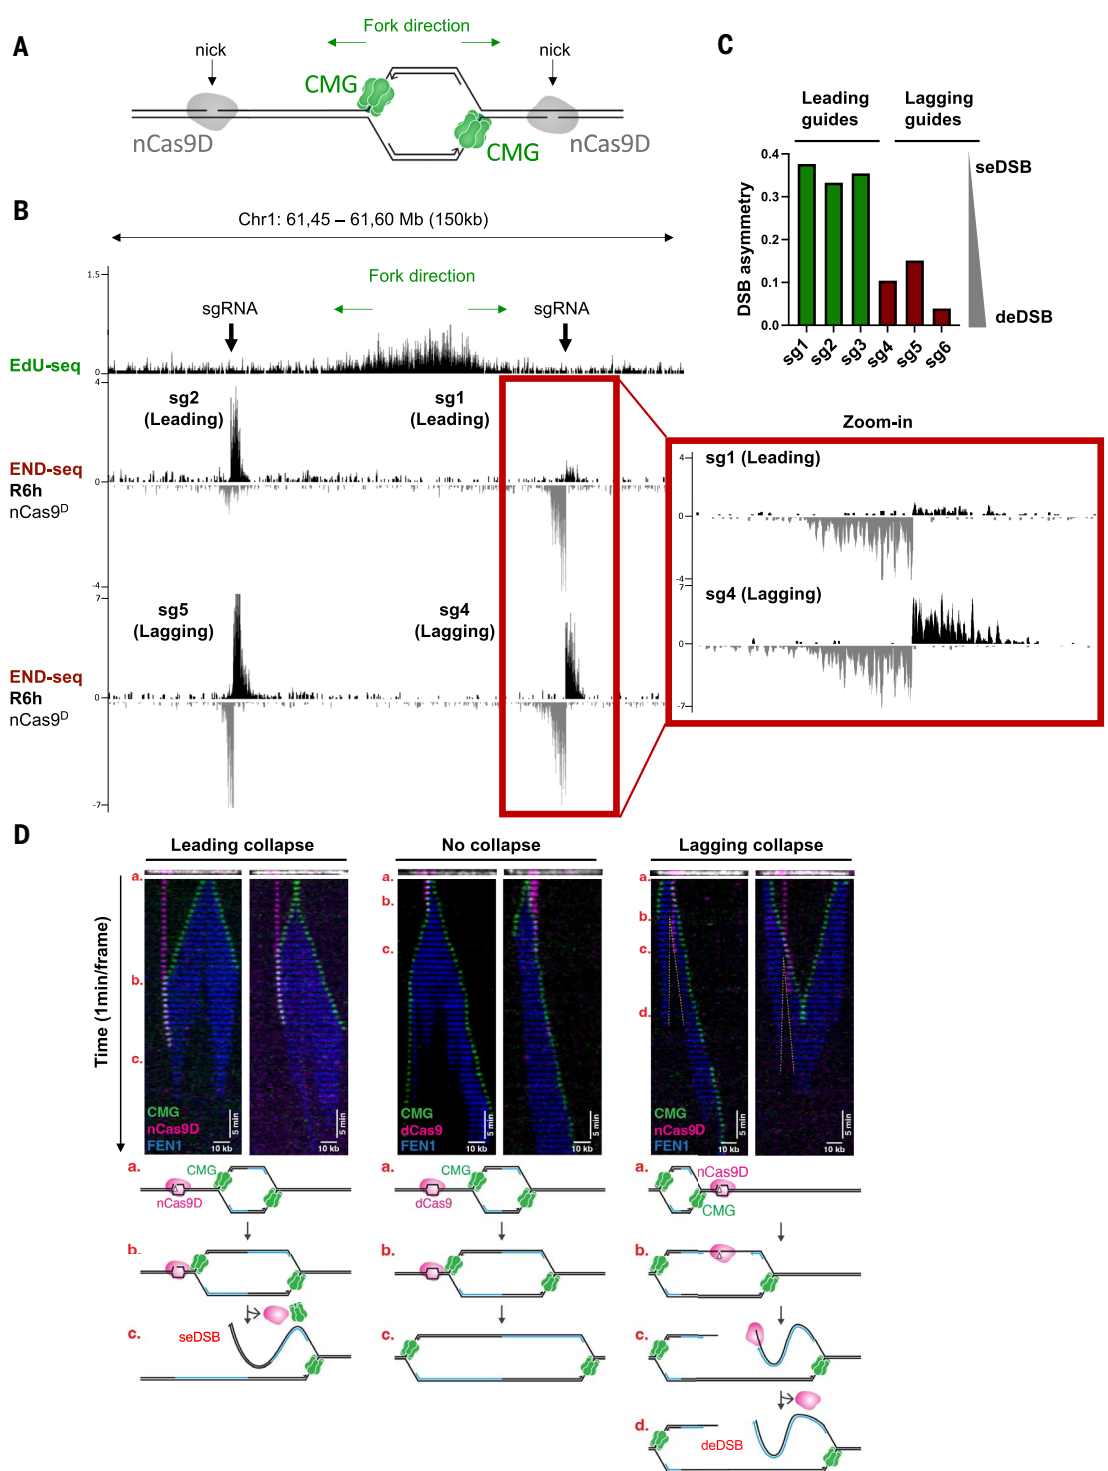 A
Fork direction
nick
nick
CMG
CMG
nCas9D
nCas9D
C
Leading guides
Lagging guides
DSB asymmetry
0.4
0.3
0.2
0.1
0.0
sg1
sg2
sg3
sg4
sg5
sg6
seDSB
deDSB
B
Chr1: 61,45 – 61,60 Mb (150kb)
Fork direction
sgRNA
sgRNA
1.5
0
EdU-seq
4
0
-4
sg2
(Leading)
sg1
(Leading)
END-seq
R6h
nCas9D
7
0
-7
sg5
(Lagging)
sg4
(Lagging)
END-seq
R6h
nCas9D
Zoom-in
sg1 (Leading)
4
0
-4
sg4 (Lagging)
7
0
-7
D
Leading collapse
No collapse
Lagging collapse
Time (1min/frame)
a.
b.
c.
CMG
nCas9D
FEN1
5 min
10 kb
5 min
10 kb
a.
b.
c.
CMG
dCas9
FEN1
5 min
10 kb
5 min
10 kb
a.
b.
c.
d.
CMG
nCas9D
FEN1
5 min
10 kb
5 min
10 kb
a.
CMG
nCas9D
b.
c.
seDSB
a.
CMG
dCas9
b.
c.
a.
nCas9D
CMG
b.
c.
d.
deDSB